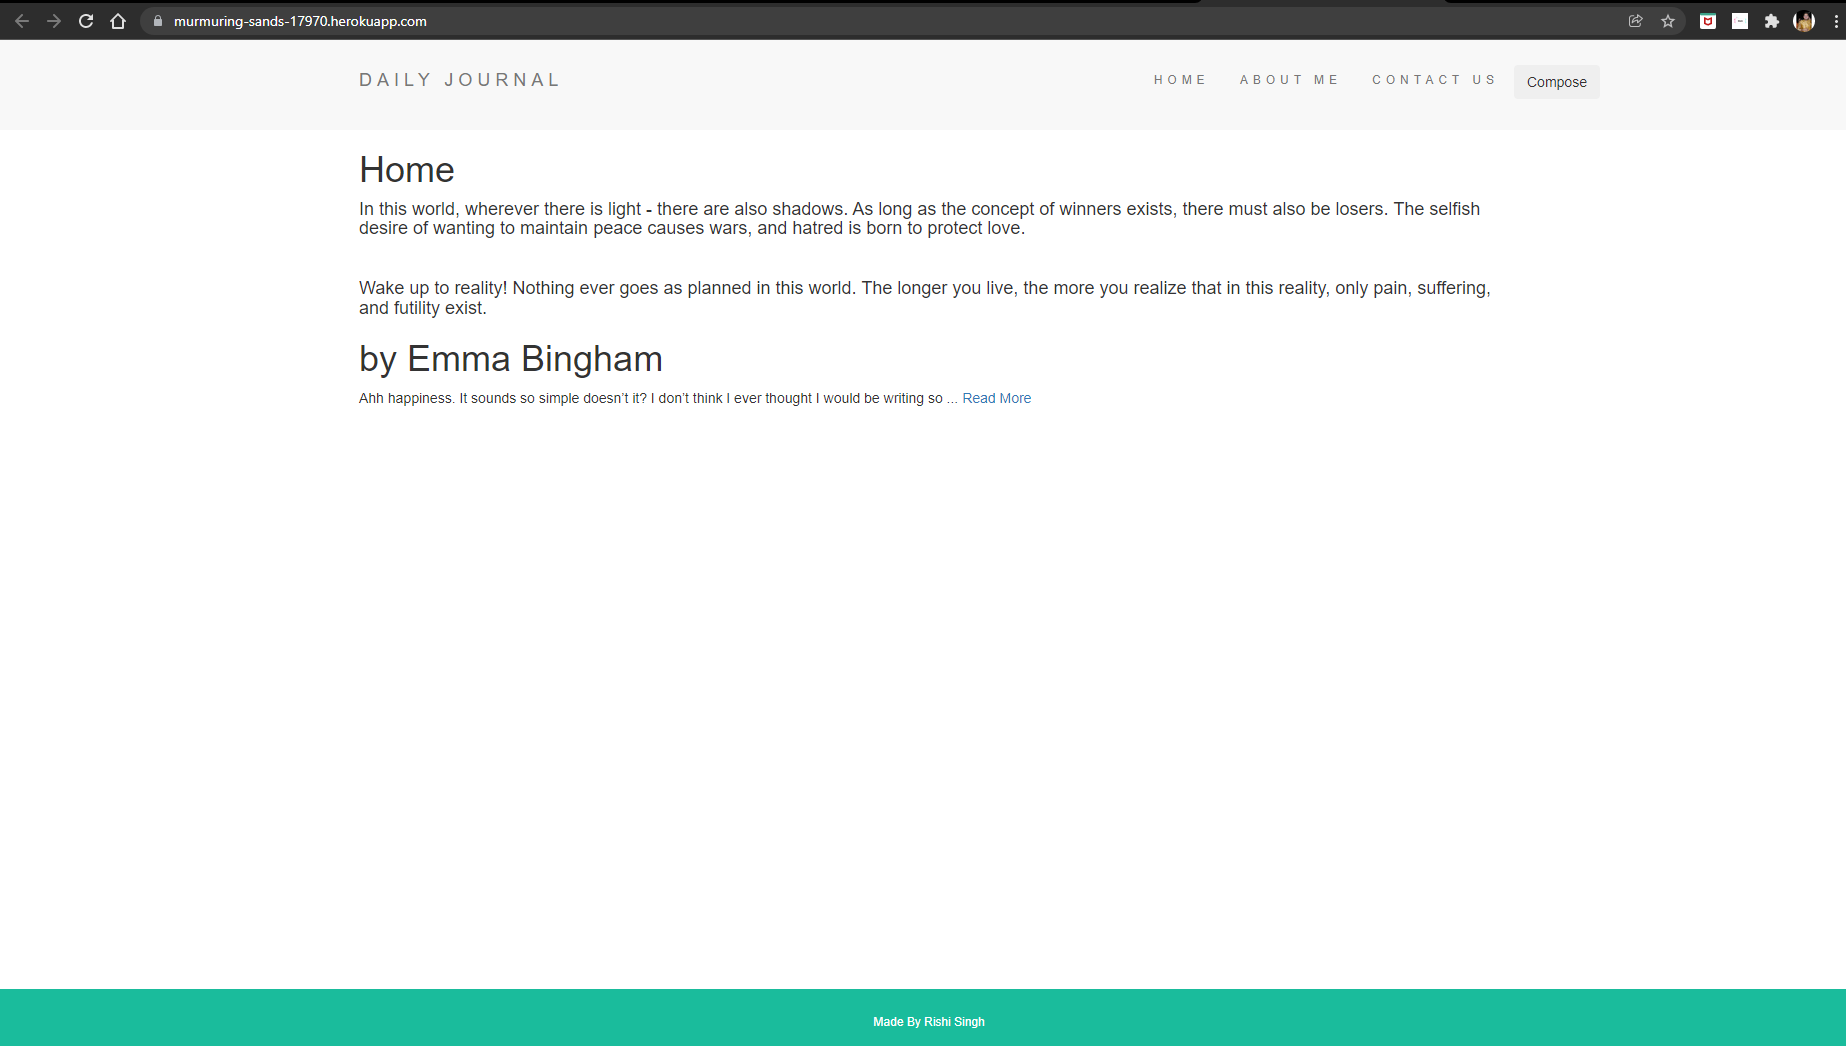 murmuring-sands-17970.herokuapp.com
DAILY JOURNAL
HOME
ABOUT ME
CONTACT US
Compose
Home
In this world, wherever there is light - there are also shadows. As long as the concept of winners exists, there must also be losers. The selfish
desire of wanting to maintain peace causes wars, and hatred is born to protect love.
Wake up to reality! Nothing ever goes as planned in this world. The longer you live, the more you realize that in this reality, only pain, suffering,
and futility exist.
by Emma Bingham
Ahh happiness. It sounds so simple doesn’t it? I don’t think I ever thought I would be writing so ... Read More
Made By Rishi Singh